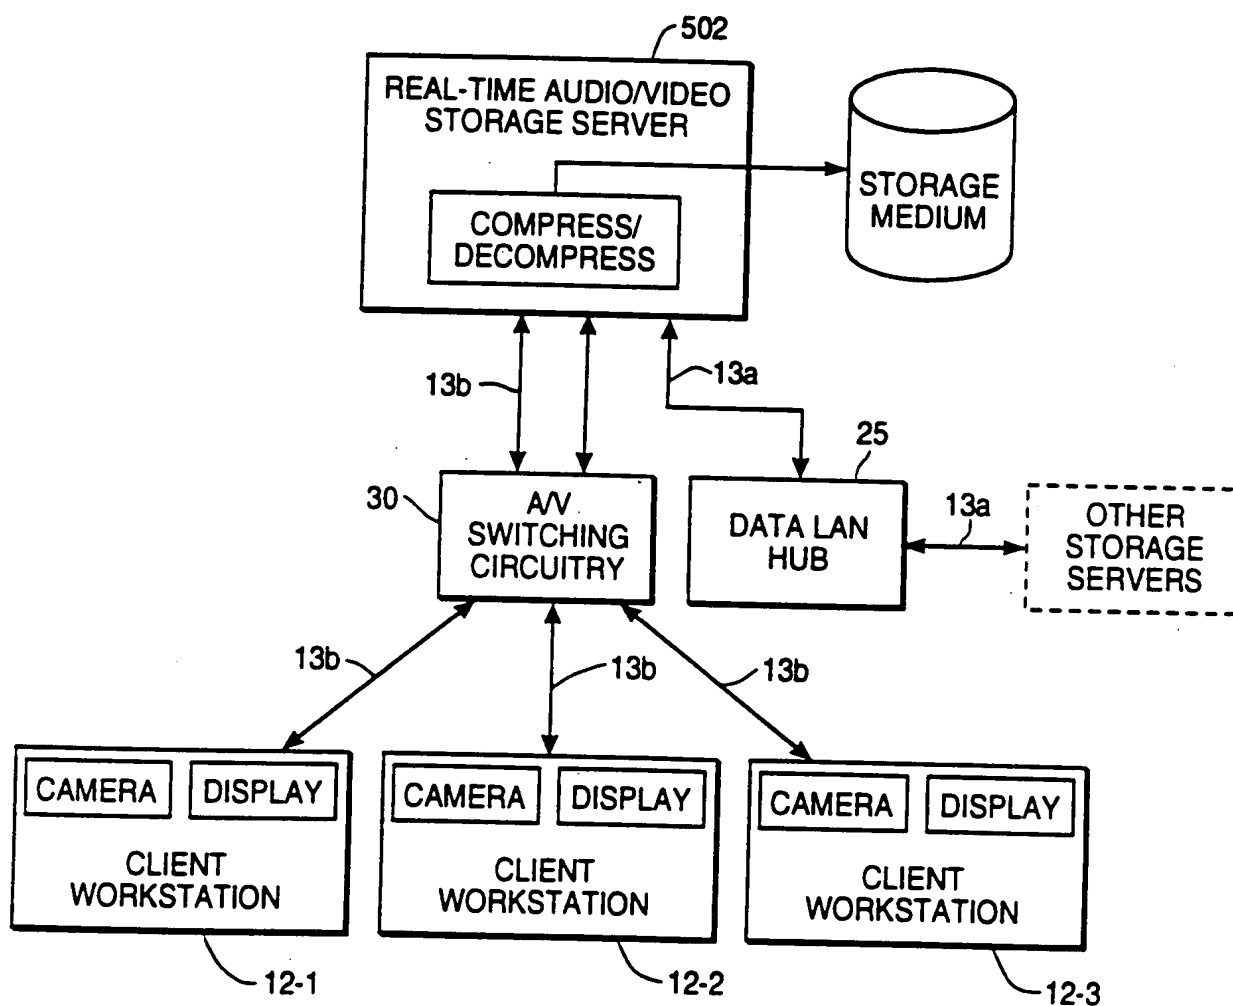 502
REAL-TIME AUDIO/VIDEO
STORAGE SERVER
COMPRESS/
DECOMPRESS
STORAGE
MEDIUM
13b
13a
25
30
A/V
SWITCHING
CIRCUITRY
DATA LAN
HUB
13a
OTHER
STORAGE
SERVERS
13b
13b
13b
CAMERA
DISPLAY
CLIENT
WORKSTATION
12-1
CAMERA
DISPLAY
CLIENT
WORKSTATION
12-2
CAMERA
DISPLAY
CLIENT
WORKSTATION
12-3